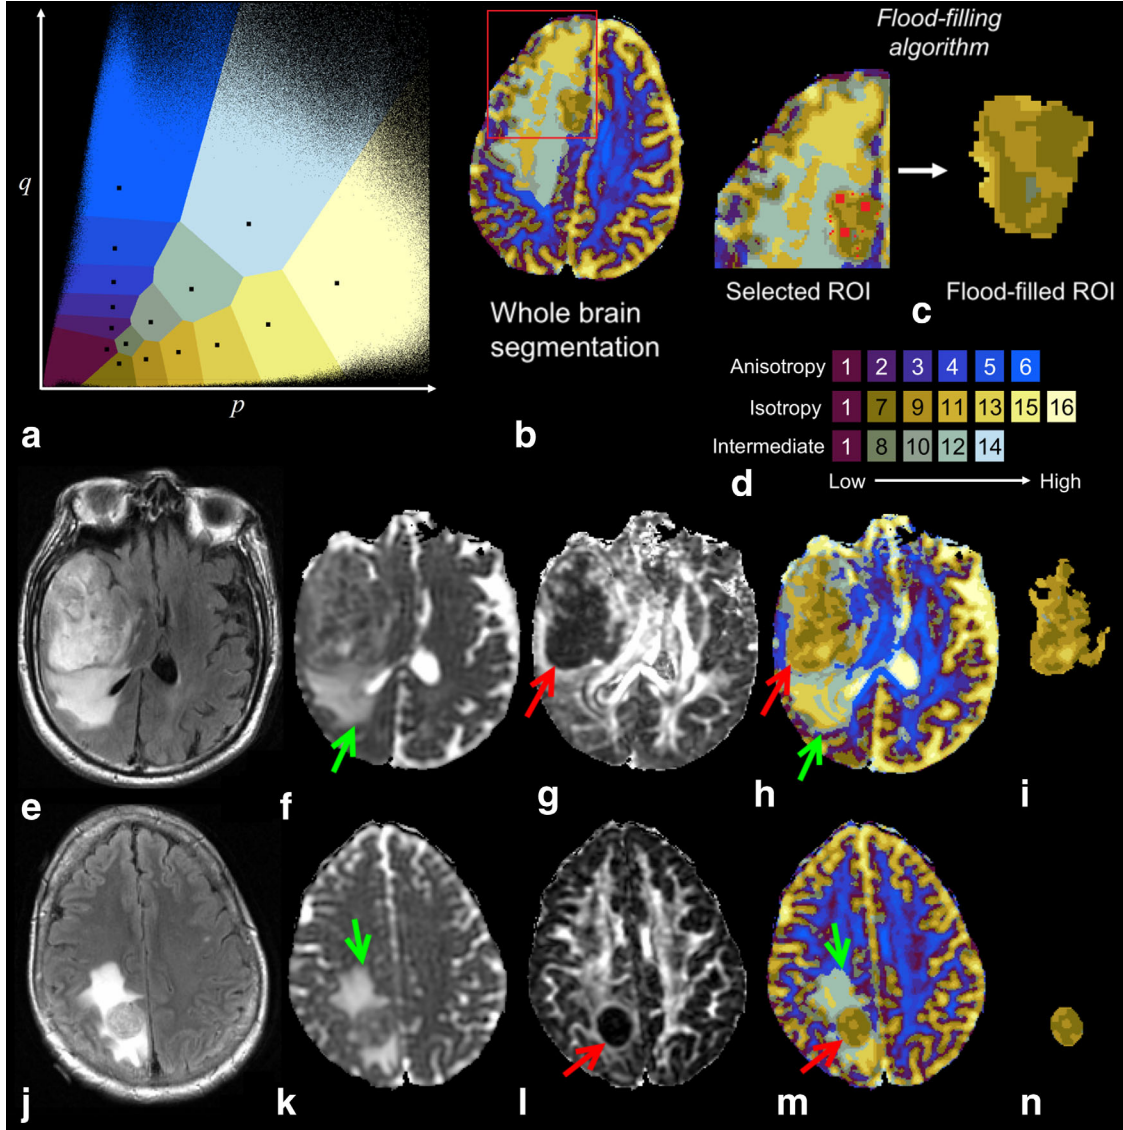 q
p
a
b
Whole brain
segmentation
Flood-filling
algorithm
Selected ROI
Flood-filled ROI
c
Anisotropy 1 2 3 4 5 6
Isotropy 1 7 9 11 13 15 16
Intermediate 1 8 10 12 14
Low High
d
e
f
g
h
i
j
k
l
m
n